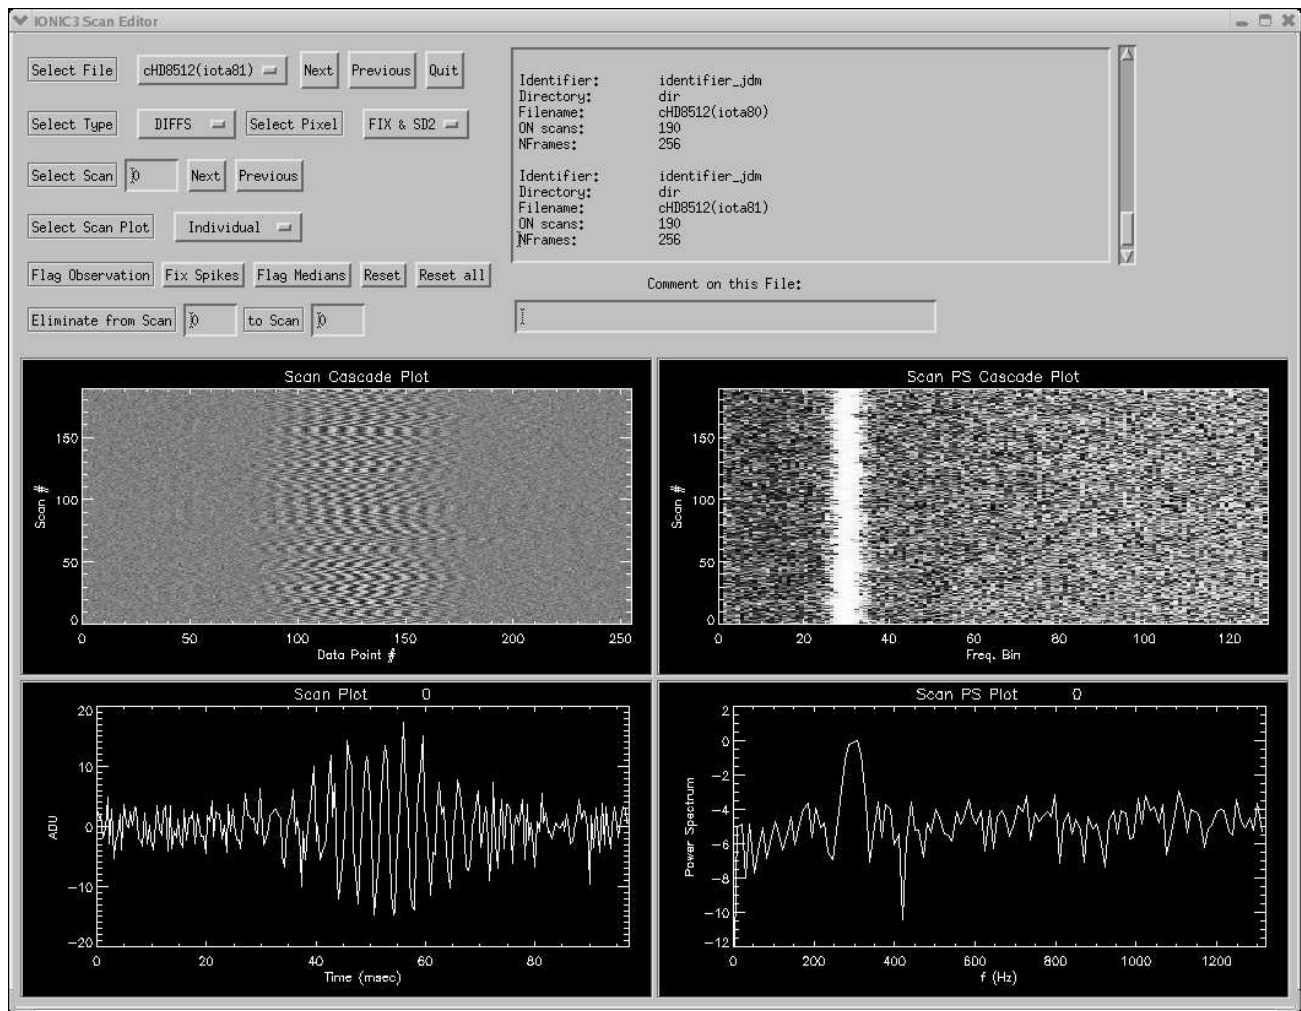 IONIC3 Scan Editor
Select File cHD8512(iota81) Next Previous Quit
Select Type DIFFS Select Pixel FIX & SD2
Select Scan 0 Next Previous
Select Scan Plot Individual
Flag Observation Fix Spikes Flag Medians Reset Reset all
Eliminate from Scan 0 to Scan 0
Identifier: identifier_jdm
Directory: dir
Filename: cHD8512(iota80)
ON scans: 190
NFrames: 256
Identifier: identifier_jdm
Directory: dir
Filename: cHD8512(iota81)
ON scans: 190
NFrames: 256
Comment on this File:
Scan Cascade Plot
Scan #
150
100
50
0
0 50 100 150 200 250
Data Point #
Scan PS Cascade Plot
Scan #
150
100
50
0
0 20 40 60 80 100 120
Freq. Bin
Scan Plot 0
ADU
20
10
0
-10
-20
0 20 40 60 80
Time (msec)
Scan PS Plot 0
Power Spectrum
2
0
-2
-4
-6
-8
-10
-12
0 200 400 600 800 1000 1200
f (Hz)